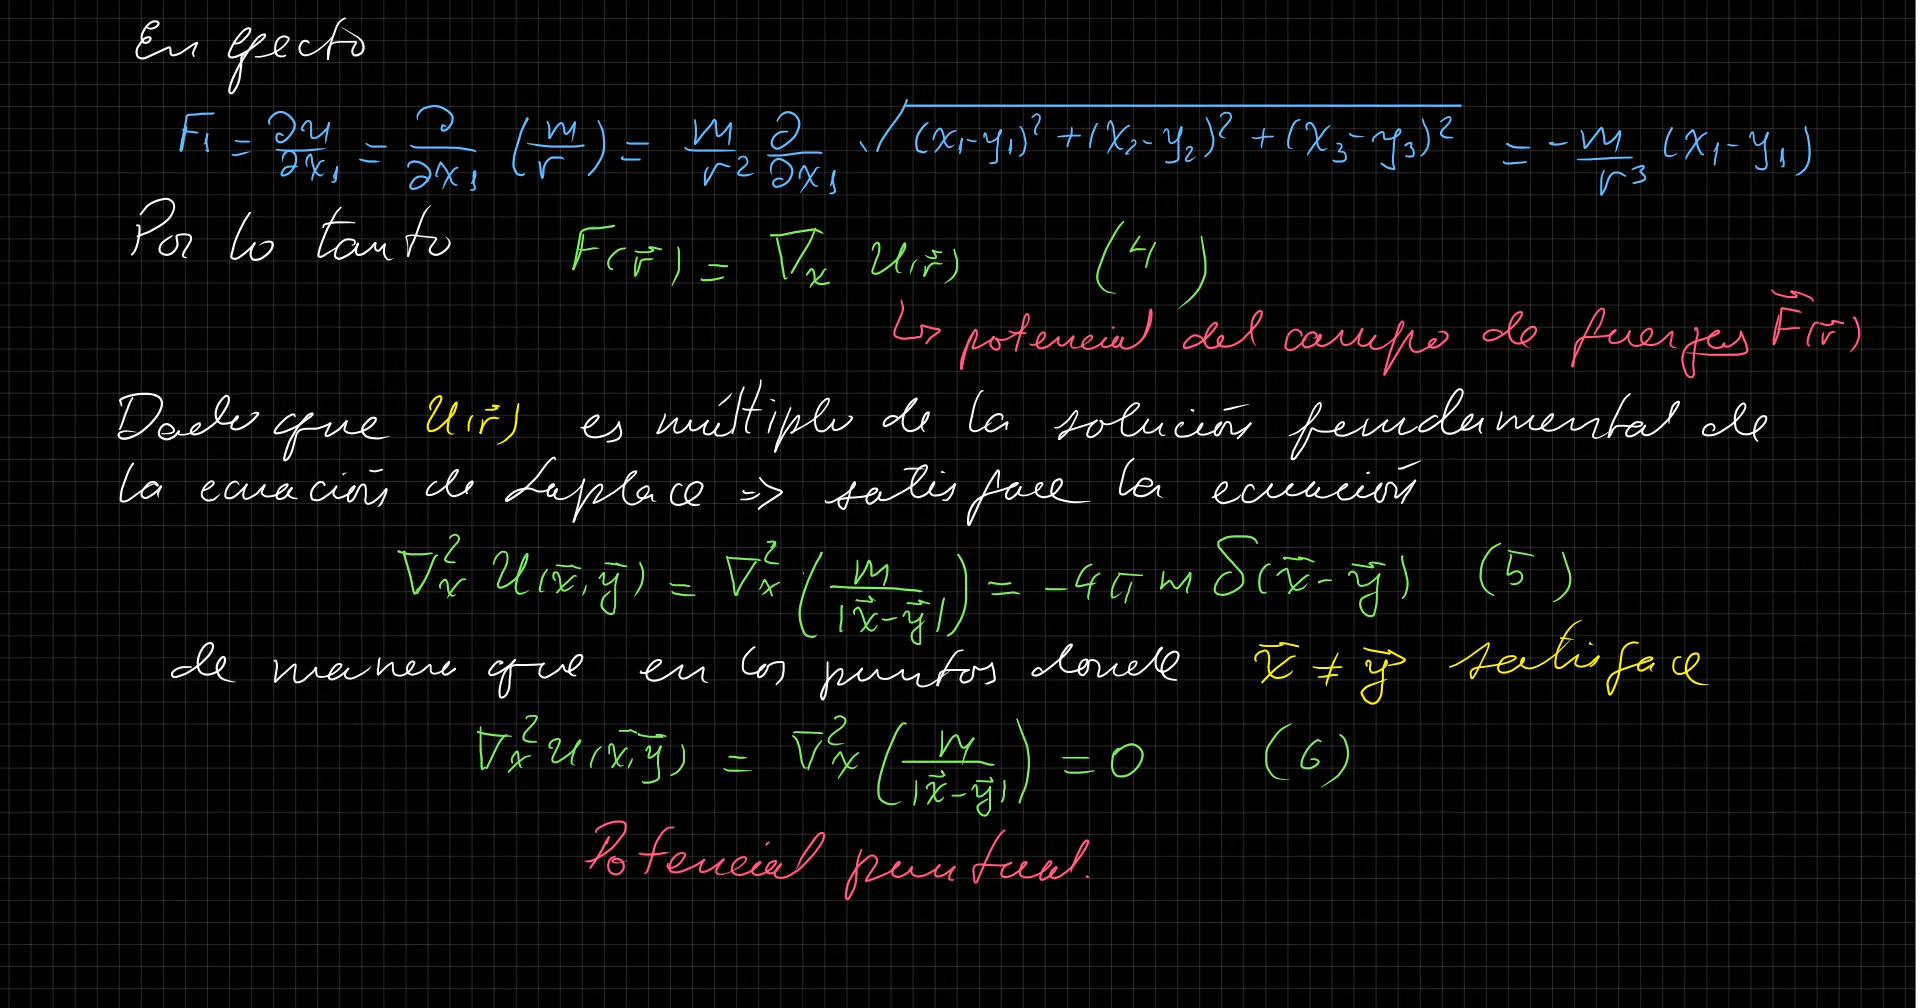 En efecto
F₁ = ∂u/∂x₁ = ∂/∂x₁ (m/r) = m/r² ∂/∂x₁ √((x₁-y₁)² + (x₂-y₂)² + (x₃-y₃)²) = -m/r³ (x₁-y₁)
Por lo tanto F(r⃗) = ∇ₓ u(r⃗) (4)
↳ potencial del campo de fuerzas F⃗(r⃗)
Dado que u(r⃗) es múltiplo de la solución fundamental de
la ecuación de Laplace => satisface la ecuación
∇ₓ² u(x⃗,y⃗) = ∇ₓ² (m/|x⃗-y⃗|) = -4πm δ(x⃗-y⃗) (5)
de manera que en los puntos donde x⃗ ≠ y⃗ satisface
∇ₓ² u(x⃗,y⃗) = ∇ₓ² (m/|x⃗-y⃗|) = 0 (6)
Potencial puntual.